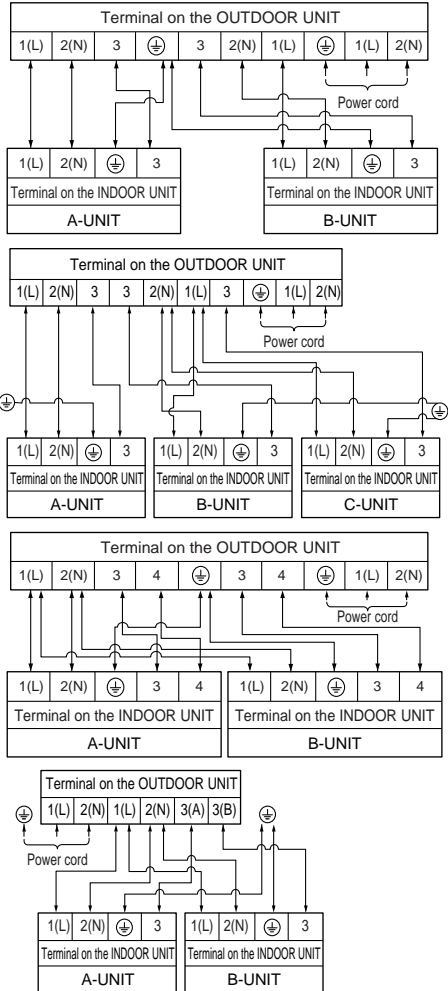 Terminal on the OUTDOOR UNIT
1(L) 2(N) 3 ⏚ 3 2(N) 1(L) ⏚ 1(L) 2(N)
Power cord
1(L) 2(N) ⏚ 3 1(L) 2(N) ⏚ 3
Terminal on the INDOOR UNIT Terminal on the INDOOR UNIT
A-UNIT B-UNIT
Terminal on the OUTDOOR UNIT
1(L) 2(N) 3 3 2(N) 1(L) 3 ⏚ 1(L) 2(N)
Power cord
⏚ ⏚
1(L) 2(N) ⏚ 3 1(L) 2(N) ⏚ 3 1(L) 2(N) ⏚ 3
Terminal on the INDOOR UNIT Terminal on the INDOOR UNIT Terminal on the INDOOR UNIT
A-UNIT B-UNIT C-UNIT
Terminal on the OUTDOOR UNIT
1(L) 2(N) 3 4 ⏚ 3 4 ⏚ 1(L) 2(N)
Power cord
1(L) 2(N) ⏚ 3 4 1(L) 2(N) ⏚ 3 4
Terminal on the INDOOR UNIT Terminal on the INDOOR UNIT
A-UNIT B-UNIT
Terminal on the OUTDOOR UNIT
⏚ 1(L) 2(N) 1(L) 2(N) 3(A) 3(B) ⏚
Power cord
1(L) 2(N) ⏚ 3 1(L) 2(N) ⏚ 3
Terminal on the INDOOR UNIT Terminal on the INDOOR UNIT
A-UNIT B-UNIT